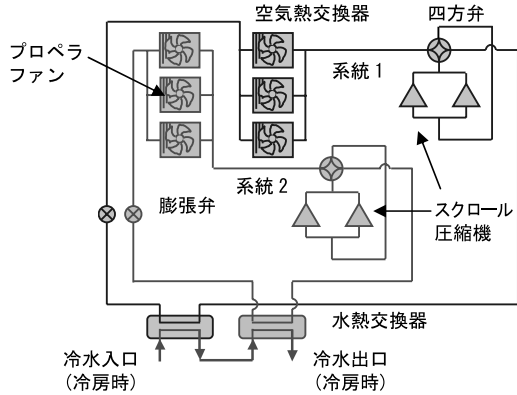 空気熱交換器
四方弁
プロペラ
ファン
系統1
系統2
膨張弁
スクロール
圧縮機
水熱交換器
冷水入口
(冷房時)
冷水出口
(冷房時)